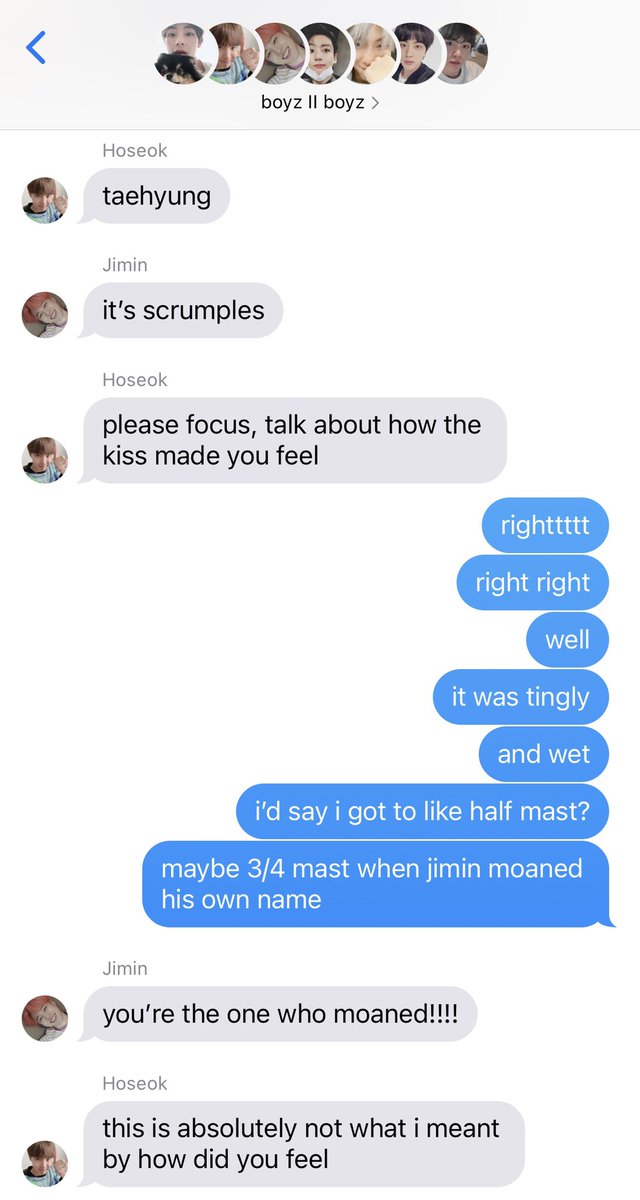 boyz II boyz
Hoseok
taehyung
Jimin
it’s scrumples
Hoseok
please focus, talk about how the
kiss made you feel
righttttt
right right
well
it was tingly
and wet
i’d say i got to like half mast?
maybe 3/4 mast when jimin moaned
his own name
Jimin
you’re the one who moaned!!!!
Hoseok
this is absolutely not what i meant
by how did you feel